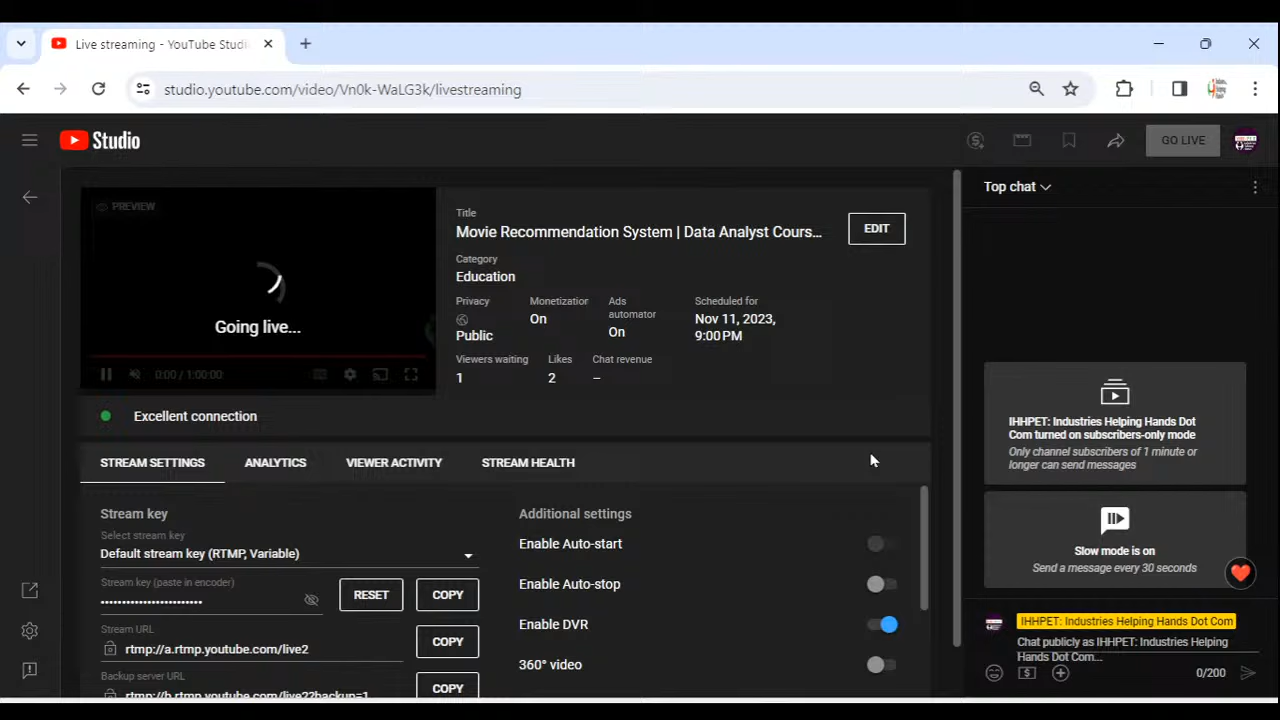 Live streaming - YouTube Studi
studio.youtube.com/video/Vn0k-WaLG3k/livestreaming
Studio
GO LIVE
PREVIEW
Going live...
0:00 / 1:00:00
Title
Movie Recommendation System | Data Analyst Cours...
EDIT
Category
Education
Privacy
Public
Monetization
On
Ads
automator
On
Scheduled for
Nov 11, 2023,
9:00 PM
Viewers waiting
1
Likes
2
Chat revenue
–
Excellent connection
STREAM SETTINGS
ANALYTICS
VIEWER ACTIVITY
STREAM HEALTH
Stream key
Select stream key
Default stream key (RTMP, Variable)
Stream key (paste in encoder)
••••••••••••••••••••••••
RESET
COPY
Stream URL
rtmp://a.rtmp.youtube.com/live2
COPY
Backup server URL
rtmp://b.rtmp.youtube.com/live2?backup=1
COPY
Additional settings
Enable Auto-start
Enable Auto-stop
Enable DVR
360° video
Top chat
IHHPET: Industries Helping Hands Dot
Com turned on subscribers-only mode
Only channel subscribers of 1 minute or
longer can send messages
Slow mode is on
Send a message every 30 seconds
IHHPET: Industries Helping Hands Dot Com
Chat publicly as IHHPET: Industries Helping
Hands Dot Com...
0/200